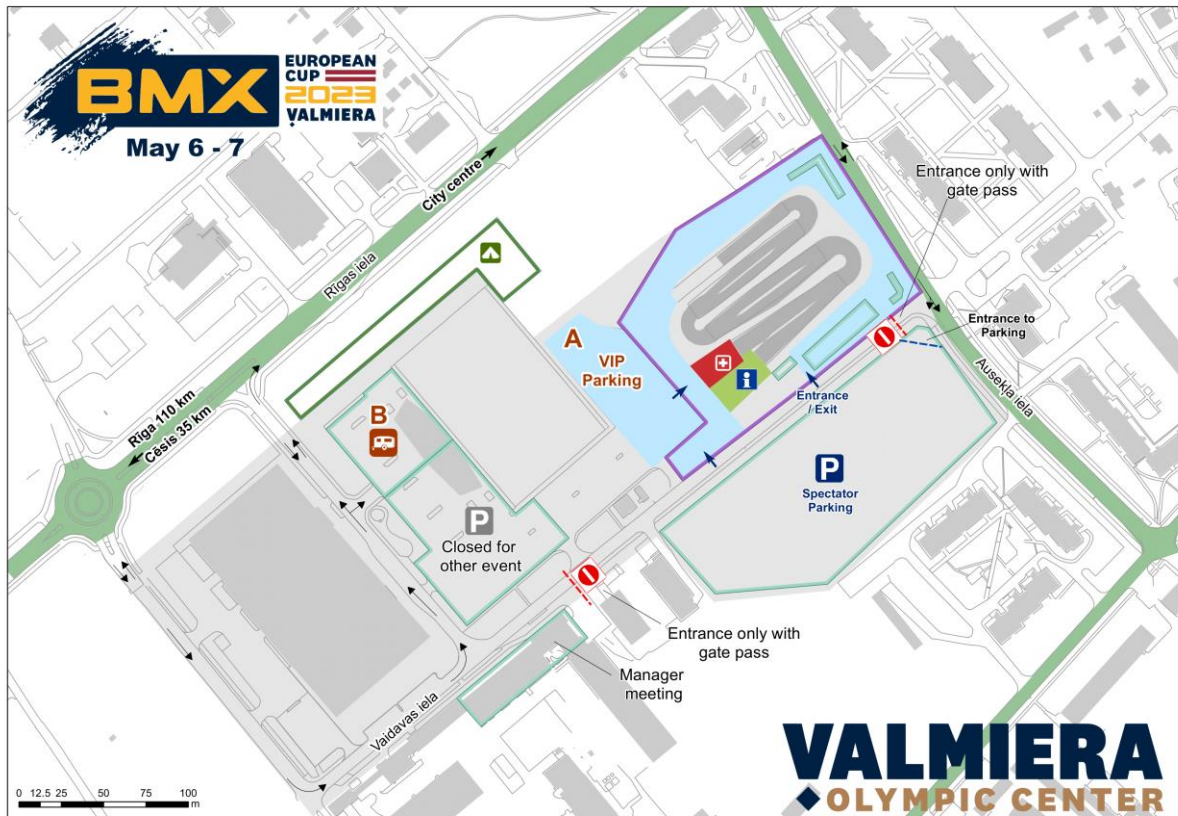 BMX
EUROPEAN
CUP
2023
VALMIERA
May 6 - 7
City centre
Rīgas iela
Rīga 110 km
Cēsis 35 km
Entrance only with
gate pass
Entrance to
Parking
Ausekļa iela
A
VIP
Parking
i
Entrance
/ Exit
B
P
Spectator
Parking
P
Closed for
other event
Entrance only with
gate pass
Manager
meeting
Vaidavas iela
0 12.5 25 50 75 100
m
VALMIERA
OLYMPIC CENTER